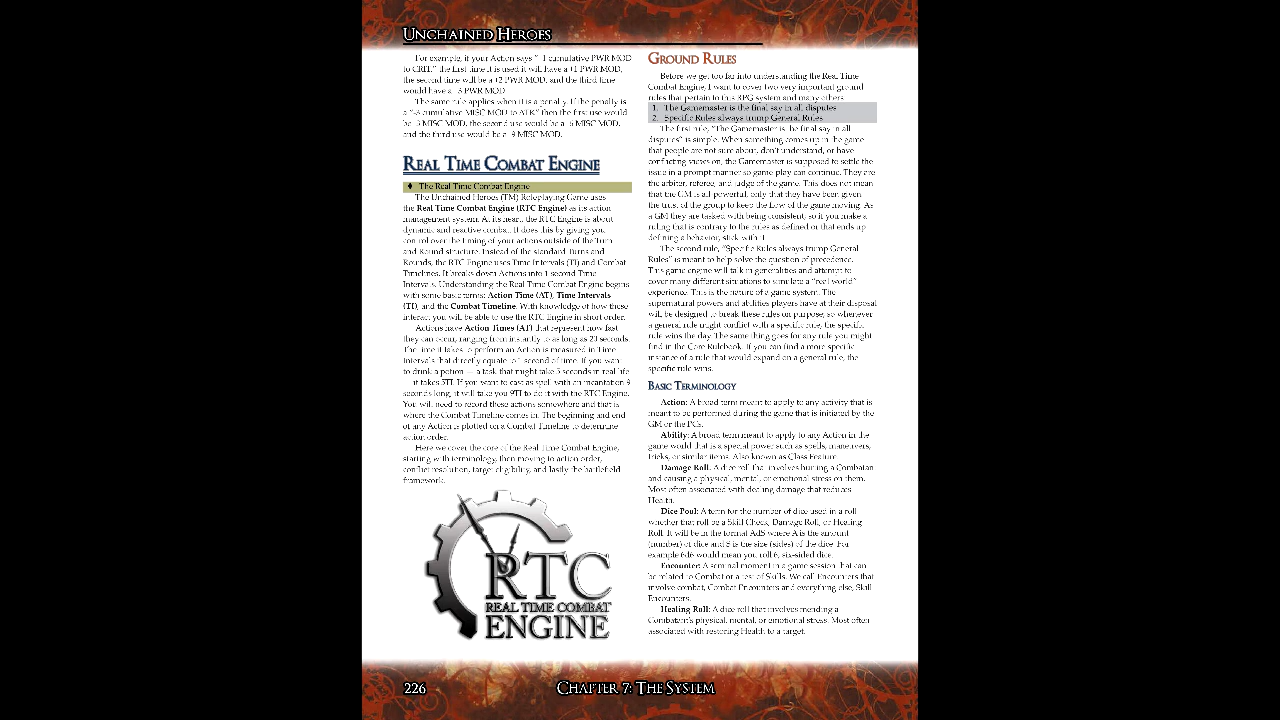 UNCHAINED HEROES
For example, if your Action says "+1 cumulative PWR MOD
to CRIT." the first time it is used it will have a +1 PWR MOD,
the second time will be a +2 PWR MOD, and the third time
would have a +3 PWR MOD.
The same rule applies when it is a penalty. If the penalty is
a "-3 cumulative MISC MOD to ATK" then the first use would
be -3 MISC MOD, the second use would be a -6 MISC MOD,
and the third use would be a -9 MISC MOD.
REAL TIME COMBAT ENGINE
♦ The Real Time Combat Engine
The Unchained Heroes (TM) Roleplaying Game uses
the Real Time Combat Engine (RTC Engine) as its action
management system. At its heart, the RTC Engine is about
dynamic and reactive combat. It does this by giving you
control over the timing of your actions outside of the Turn
and Round structure. Instead of the standard Turns and
Rounds, the RTC Engine uses Time Intervals (TI) and Combat
Timelines. It breaks down Actions into 1 second Time
Intervals. Understanding the Real Time Combat Engine begins
with some basic terms: Action Time (AT), Time Intervals
(TI), and the Combat Timeline. With knowledge of how these
interact, you will be able to use the RTC Engine in short order.
Actions have Action Times (AT) that represent how fast
they can occur, ranging from instantly to as long as 20 seconds.
The time it takes to perform an Action is measured in Time
Intervals that directly equate to 1 second of time. If you want
to drink a potion — a task that might take 5 seconds in real life
— it takes 5TI. If you want to cast as spell with an incantation 9
seconds long, it will take you 9TI to do it with the RTC Engine.
You will need to record these actions somewhere and that is
where the Combat Timeline comes in. The beginning and end
of any Action is plotted on a Combat Timeline to determine
action order.
Here we cover the core of the Real Time Combat Engine,
starting with terminology, then moving to action order,
conflict resolution, target eligibility, and lastly the battlefield
framework.
RTC
REAL TIME COMBAT
ENGINE
GROUND RULES
Before we get too far into understanding the Real Time
Combat Engine, I want to cover two very important ground
rules that pertain to this RPG system and many others.
1. The Gamemaster is the final say in all disputes
2. Specific Rules always trump General Rules
The first rule, "The Gamemaster is the final say in all
disputes" is simple. When something comes up in the game
that people are not sure about, don't understand, or have
conflicting views on, the Gamemaster is supposed to settle the
issue in a prompt manner so game-play can continue. They are
the arbiter, referee, and judge of the game. This does not mean
that the GM is all powerful, only that they have been given
the trust of the group to keep the flow of the game moving. As
a GM they are tasked with being consistent, so if you make a
ruling that is contrary to the rules as defined or that ends up
defining a behavior, stick with it.
The second rule, "Specific Rules always trump General
Rules" is meant to help solve the question of precedence.
This game engine will talk in generalities and attempt to
cover many different situations to simulate a "real world"
experience. This is the nature of a game system. The
supernatural powers and abilities players have at their disposal
will be designed to break these rules on purpose, so whenever
a general rule might conflict with a specific rule, the specific
rule wins the day. The same thing goes for any rule you might
find in the Core Rulebook. If you can find a more specific
instance of a rule that would expand on a general rule, the
specific rule wins.
BASIC TERMINOLOGY
Action: A broad term meant to apply to any activity that is
meant to be performed during the game that is initiated by the
GM or the PCs.
Ability: A broad term meant to apply to any Action in the
game world that is a special power such as spells, maneuvers,
tricks, or similar items. Also known as Class Feature.
Damage Roll: A dice roll that involves hurting a Combatant
and causing a physical, mental, or emotional stress on them.
Most often associated with dealing damage that reduces
Health.
Dice Pool: A term for the number of dice used in a roll
whether that roll be a Skill Check, Damage Roll, or Healing
Roll. It will be in the format AdS where A is the amount
(number) of dice and S is the size (sides) of the dice. For
example 6d6 would mean you roll 6, six-sided dice.
Encounter: A seminal moment in a game session that can
be related to Combat or a test of Skills. We call Encounters that
involve combat, Combat Encounters and everything else, Skill
Encounters.
Healing Roll: A dice roll that involves mending a
Combatant's physical, mental, or emotional stress. Most often
associated with restoring Health to a target.
226
CHAPTER 7: THE SYSTEM